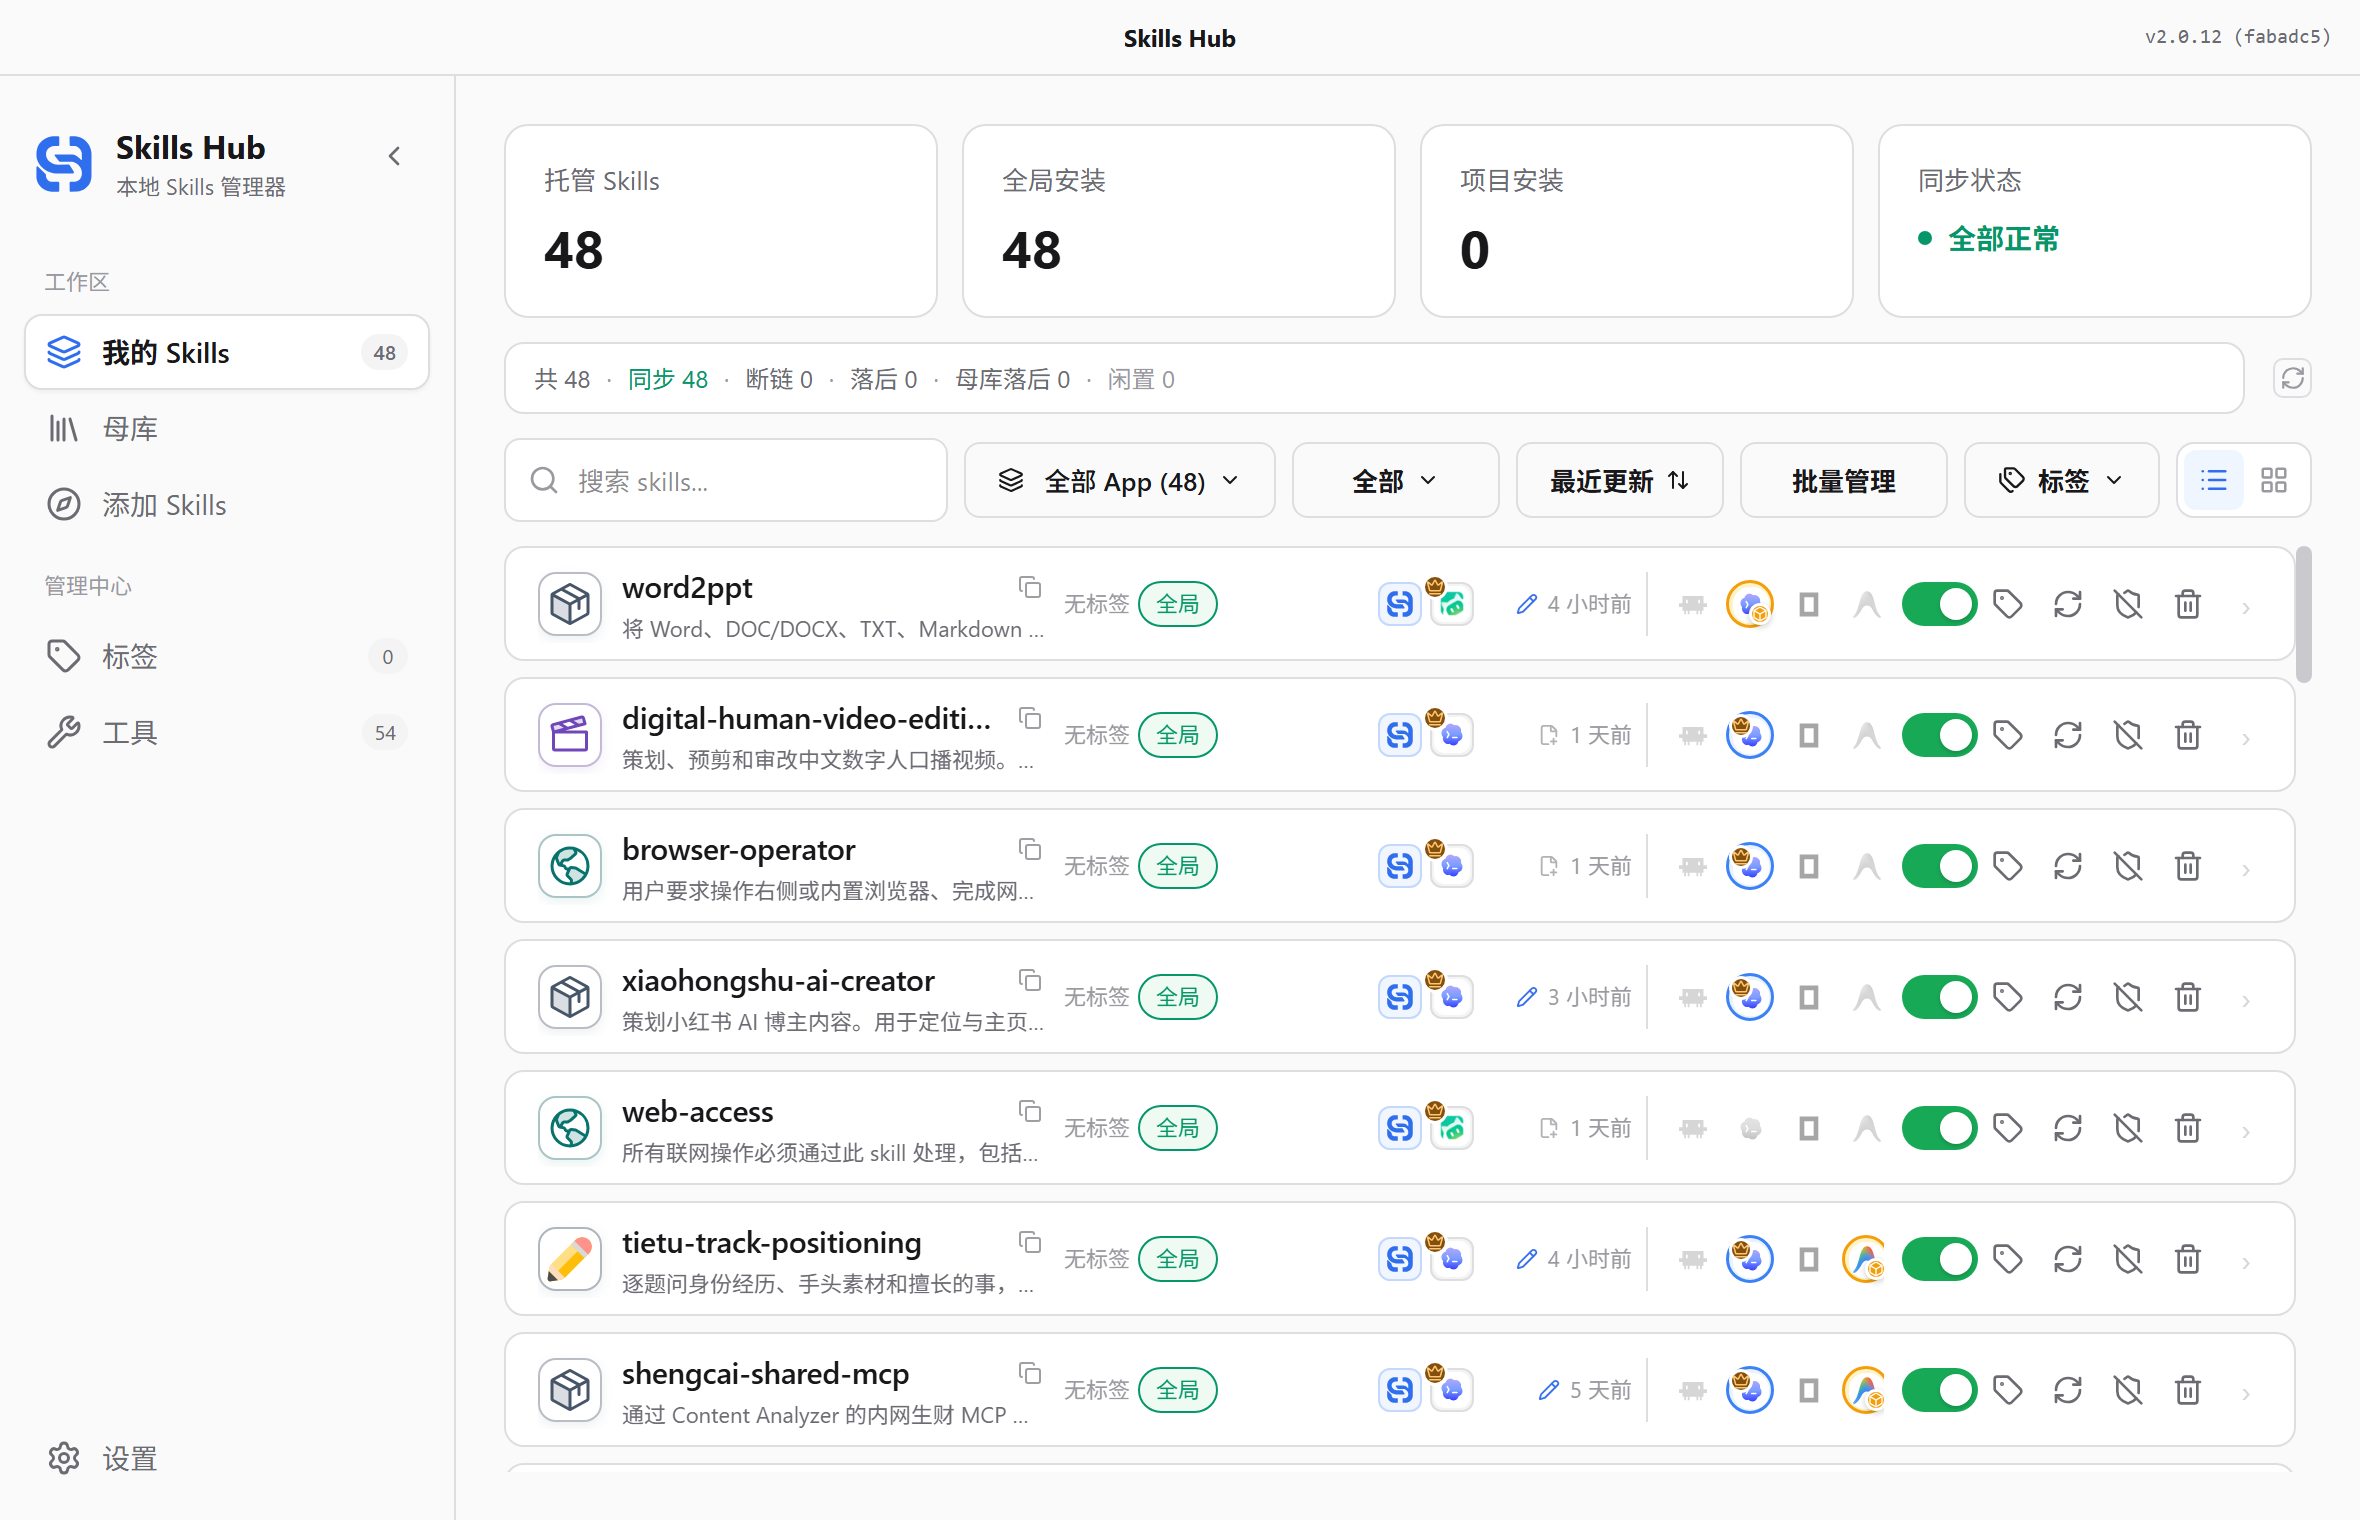 Skills Hub
v2.0.12 (fabadc5)
Skills Hub
本地 Skills 管理器
工作区
我的 Skills 48
母库
添加 Skills
管理中心
标签 0
工具 54
设置
托管 Skills
48
全局安装
48
项目安装
0
同步状态
全部正常
共 48 · 同步 48 · 断链 0 · 落后 0 · 母库落后 0 · 闲置 0
搜索 skills... 全部 App (48) 全部 最近更新 批量管理 标签
word2ppt
将 Word、DOC/DOCX、TXT、Markdown ...
无标签 全局 4 小时前
digital-human-video-editi...
策划、预剪和审改中文数字人口播视频。...
无标签 全局 1 天前
browser-operator
用户要求操作右侧或内置浏览器、完成网...
无标签 全局 1 天前
xiaohongshu-ai-creator
策划小红书 AI 博主内容。用于定位与主页...
无标签 全局 3 小时前
web-access
所有联网操作必须通过此 skill 处理，包括...
无标签 全局 1 天前
tietu-track-positioning
逐题问身份经历、手头素材和擅长的事，...
无标签 全局 4 小时前
shengcai-shared-mcp
通过 Content Analyzer 的内网生财 MCP ...
无标签 全局 5 天前